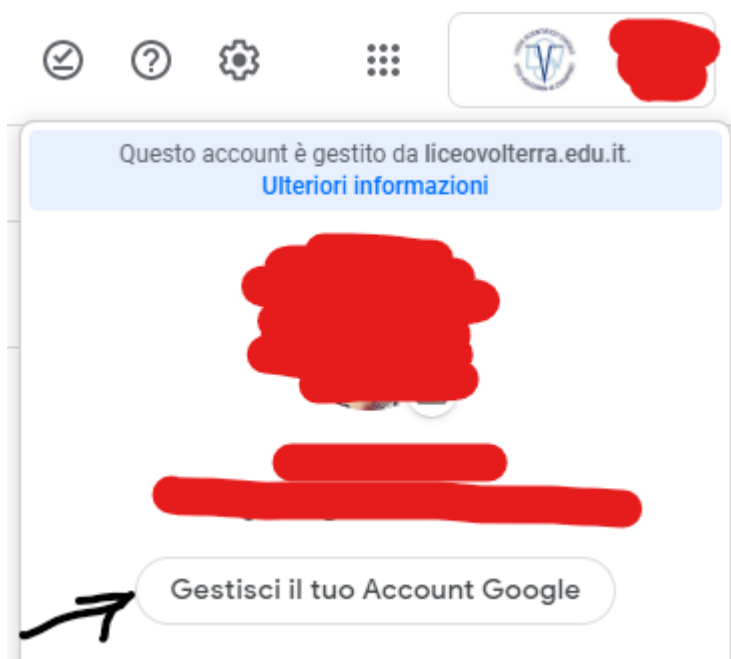 Questo account è gestito da liceovolterra.edu.it.
Ulteriori informazioni
Gestisci il tuo Account Google